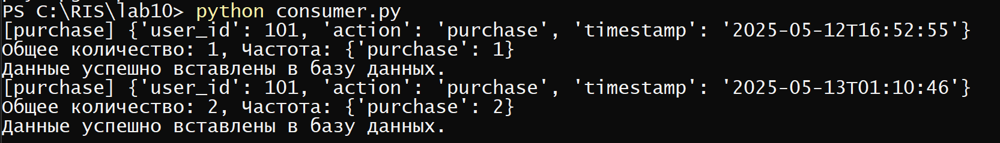 PS C:\RIS\lab10> python consumer.py
[purchase] {'user_id': 101, 'action': 'purchase', 'timestamp': '2025-05-12T16:52:55'}
Общее количество: 1, Частота: {'purchase': 1}
Данные успешно вставлены в базу данных.
[purchase] {'user_id': 101, 'action': 'purchase', 'timestamp': '2025-05-13T01:10:46'}
Общее количество: 2, Частота: {'purchase': 2}
Данные успешно вставлены в базу данных.